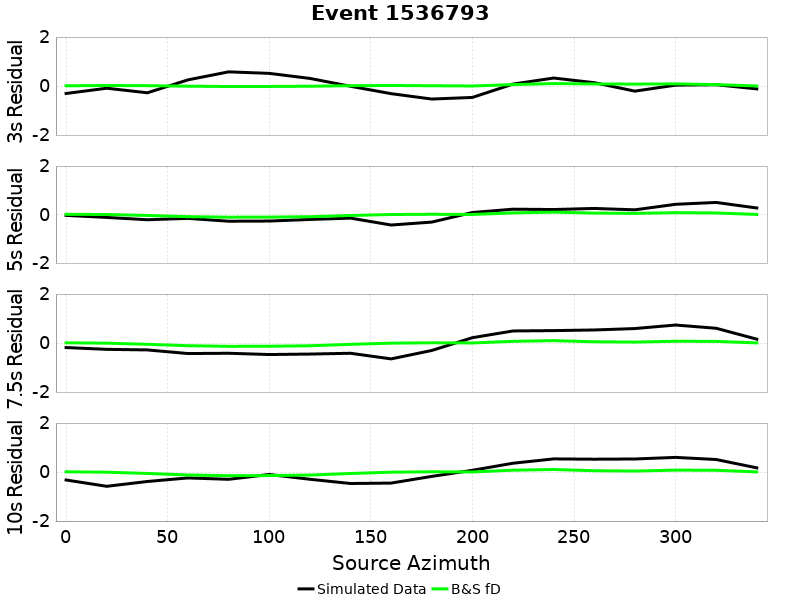 Event 1536793
2
0
-2
3s Residual
2
0
-2
5s Residual
2
0
-2
7.5s Residual
2
0
-2
10s Residual
0 50 100 150 200 250 300
Source Azimuth
Simulated Data B&S fD